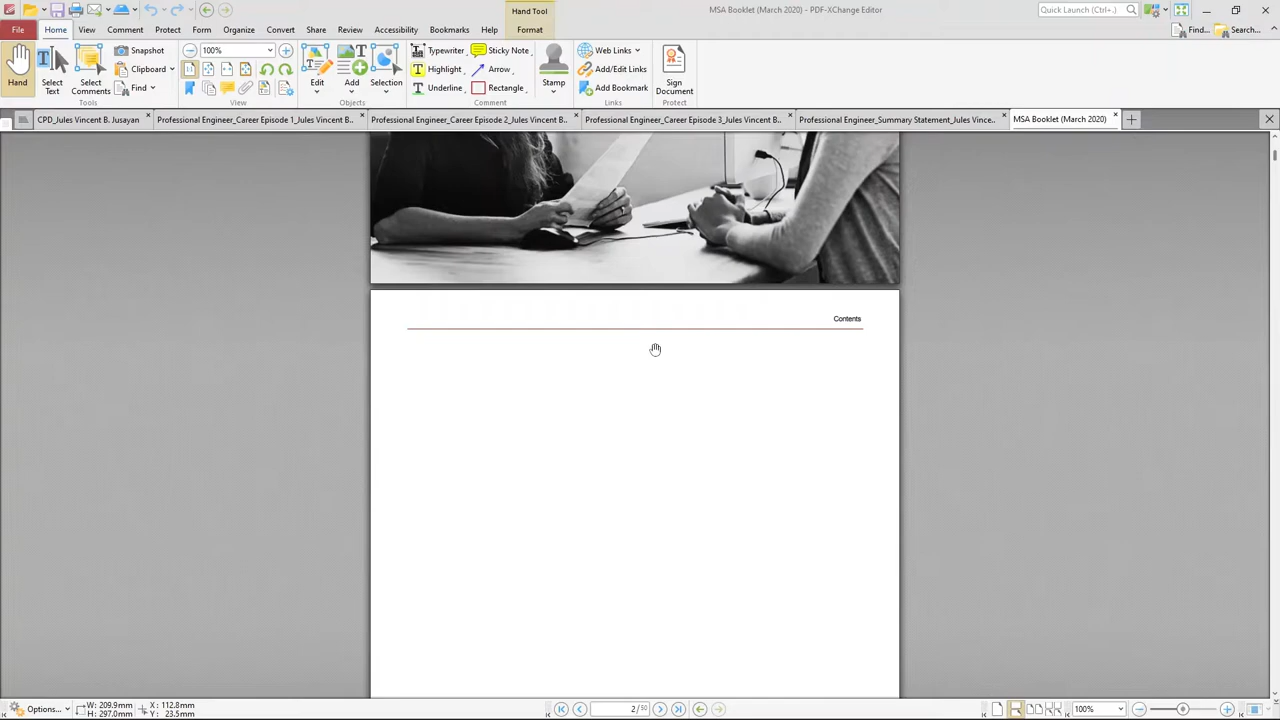 Hand Tool
MSA Booklet (March 2020) - PDF-XChange Editor
Quick Launch (Ctrl+.)
File
Home
View
Comment
Protect
Form
Organize
Convert
Share
Review
Accessibility
Bookmarks
Help
Format
Find...
Search...
Hand
Select Text
Select Comments
Snapshot
Clipboard
Find
Tools
100%
View
Edit
Add
Selection
Objects
Typewriter
Sticky Note
Highlight
Arrow
Underline
Rectangle
Stamp
Comment
Web Links
Add/Edit Links
Add Bookmark
Links
Sign Document
Protect
CPD_Jules Vincent B. Jusayan
Professional Engineer_Career Episode 1_Jules Vincent B..
Professional Engineer_Career Episode 2_Jules Vincent B..
Professional Engineer_Career Episode 3_Jules Vincent B..
Professional Engineer_Summary Statement_Jules Vince..
MSA Booklet (March 2020)
Contents
Options...
W: 209.9mm
H: 297.0mm
X: 112.8mm
Y: 23.5mm
2 / 30
100%